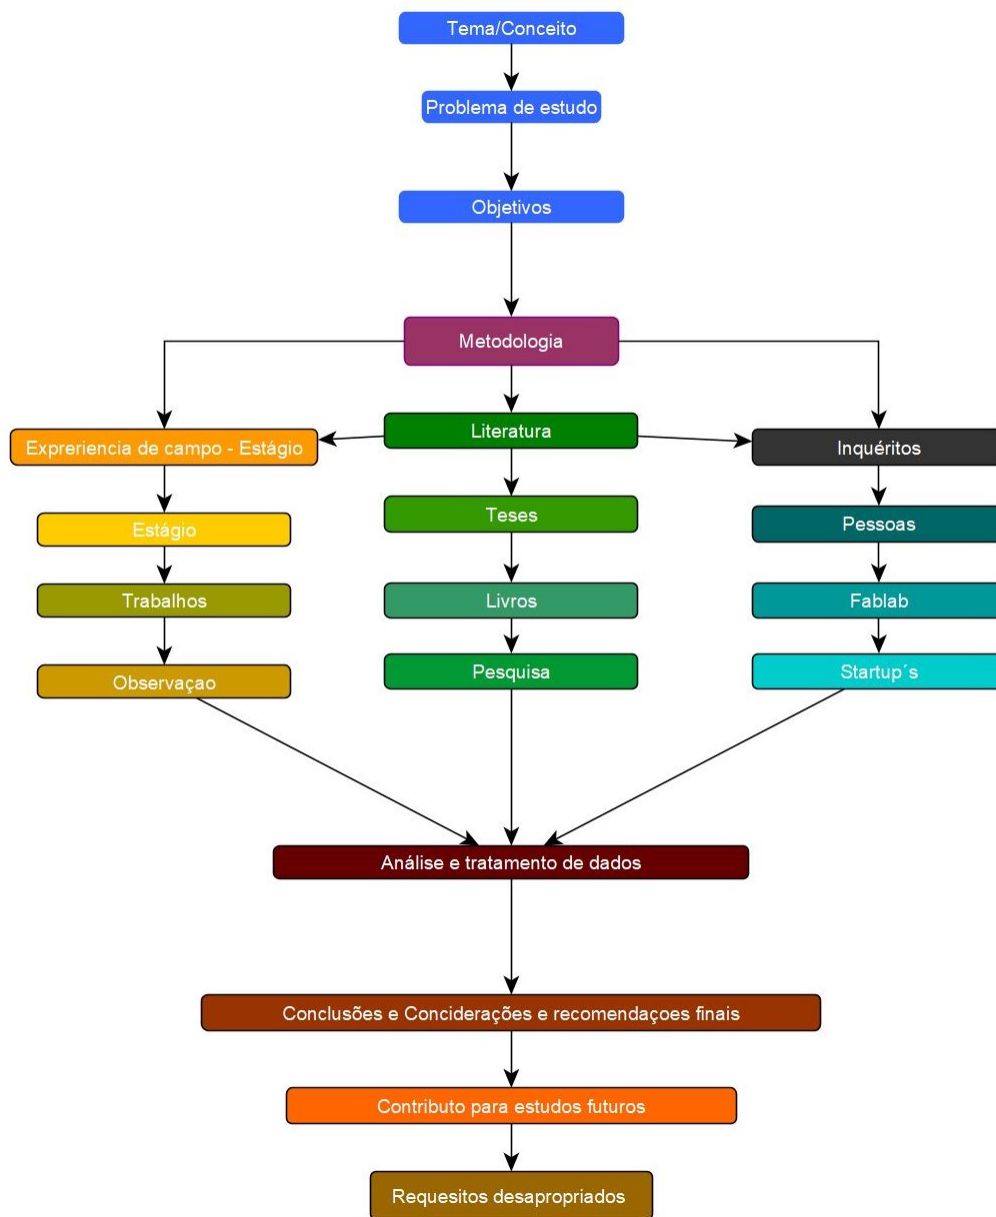 Tema/Conceito
Problema de estudo
Objetivos
Metodologia
Expreriencia de campo - Estágio
Literatura
Inquéritos
Estágio
Teses
Pessoas
Trabalhos
Livros
Fablab
Observaçao
Pesquisa
Startup´s
Análise e tratamento de dados
Conclusões e Conciderações e recomendaçoes finais
Contributo para estudos futuros
Requesitos desapropriados